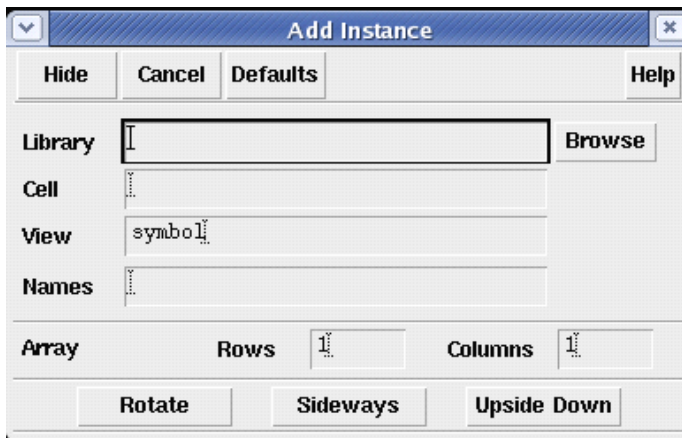 Add Instance
Hide Cancel Defaults Help
Library Browse
Cell
View symbol
Names
Array Rows 1 Columns 1
Rotate Sideways Upside Down